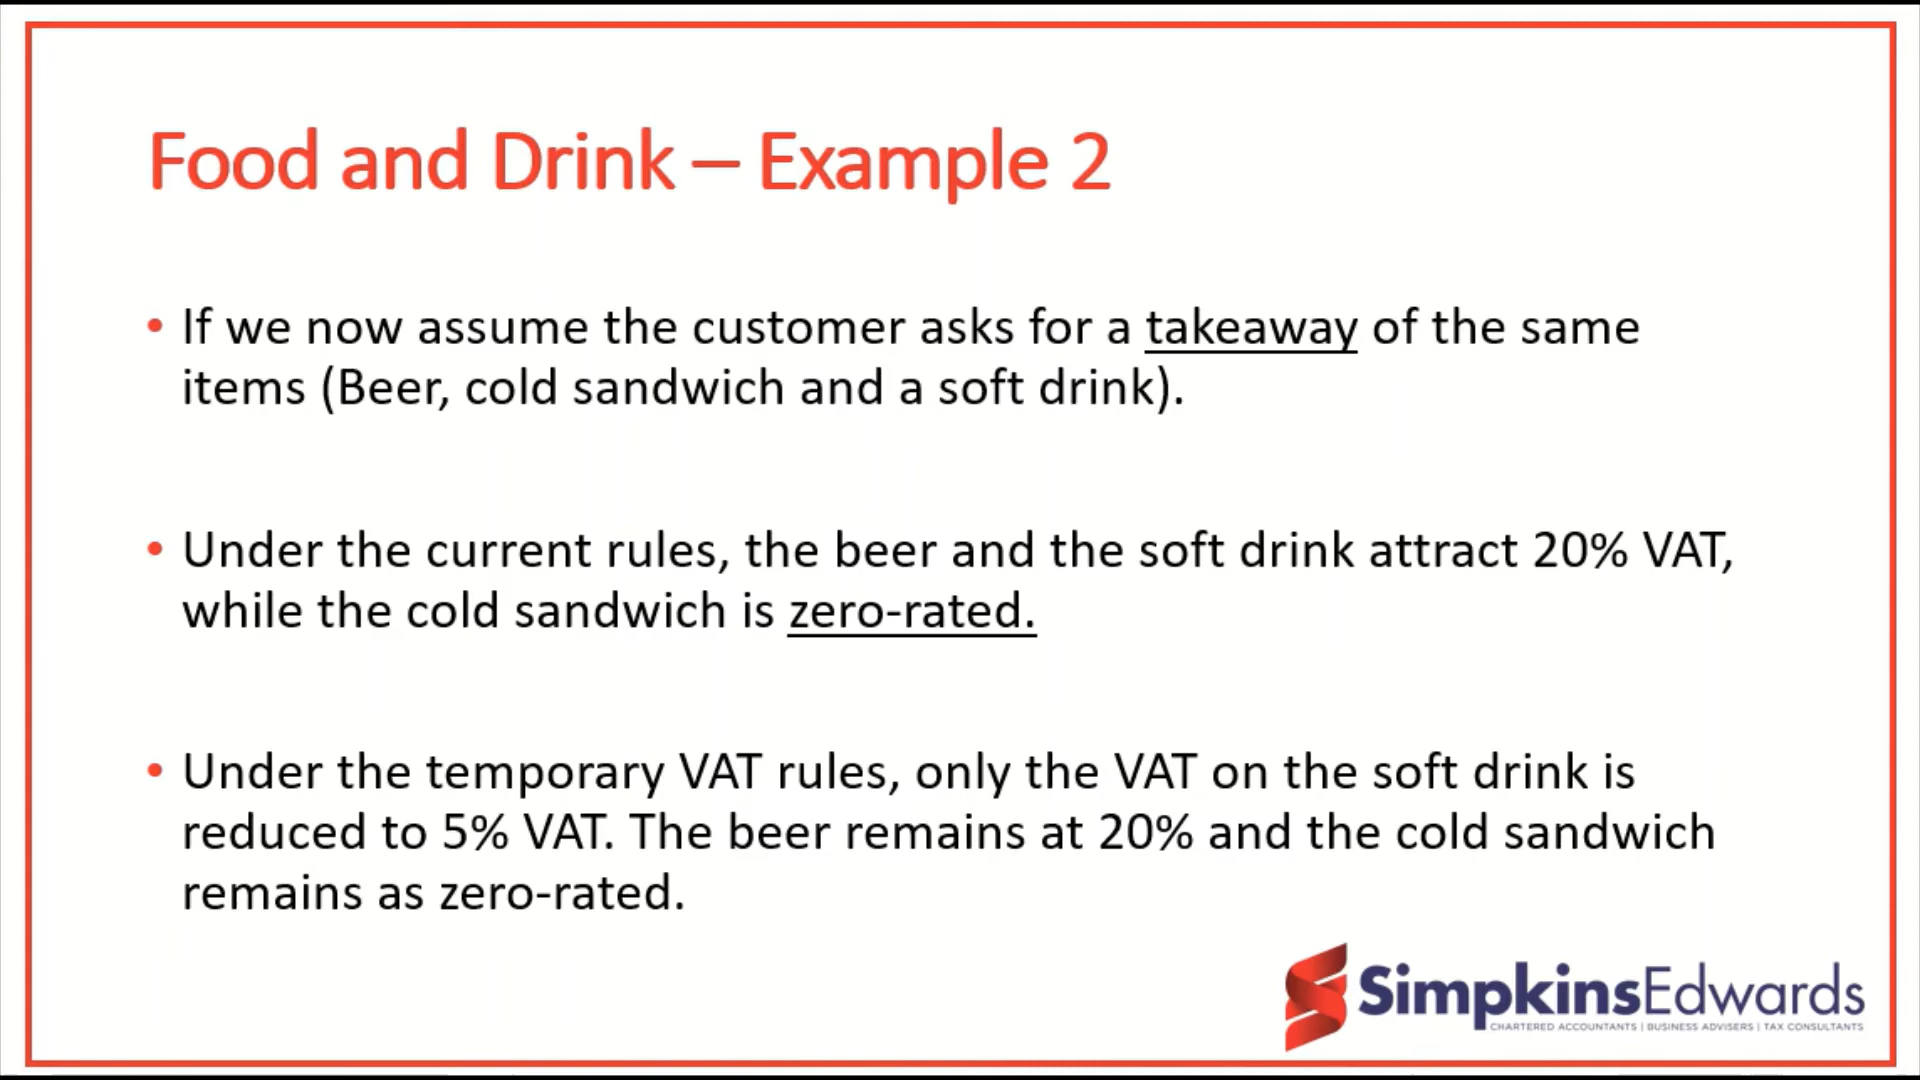 Food and Drink – Example 2
• If we now assume the customer asks for a takeaway of the same
items (Beer, cold sandwich and a soft drink).
• Under the current rules, the beer and the soft drink attract 20% VAT,
while the cold sandwich is zero-rated.
• Under the temporary VAT rules, only the VAT on the soft drink is
reduced to 5% VAT. The beer remains at 20% and the cold sandwich
remains as zero-rated.
SimpkinsEdwards
CHARTERED ACCOUNTANTS | BUSINESS ADVISERS | TAX CONSULTANTS